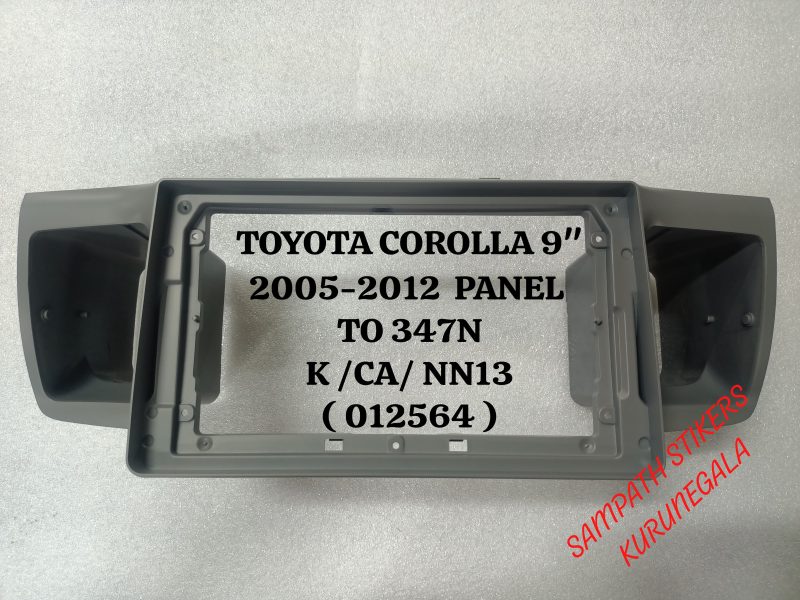 TOYOTA COROLLA 9"
2005-2012 PANEL
TO 347N
K /CA/ NN13
( 012564 )
SAMPATH STIKERS
KURUNEGALA